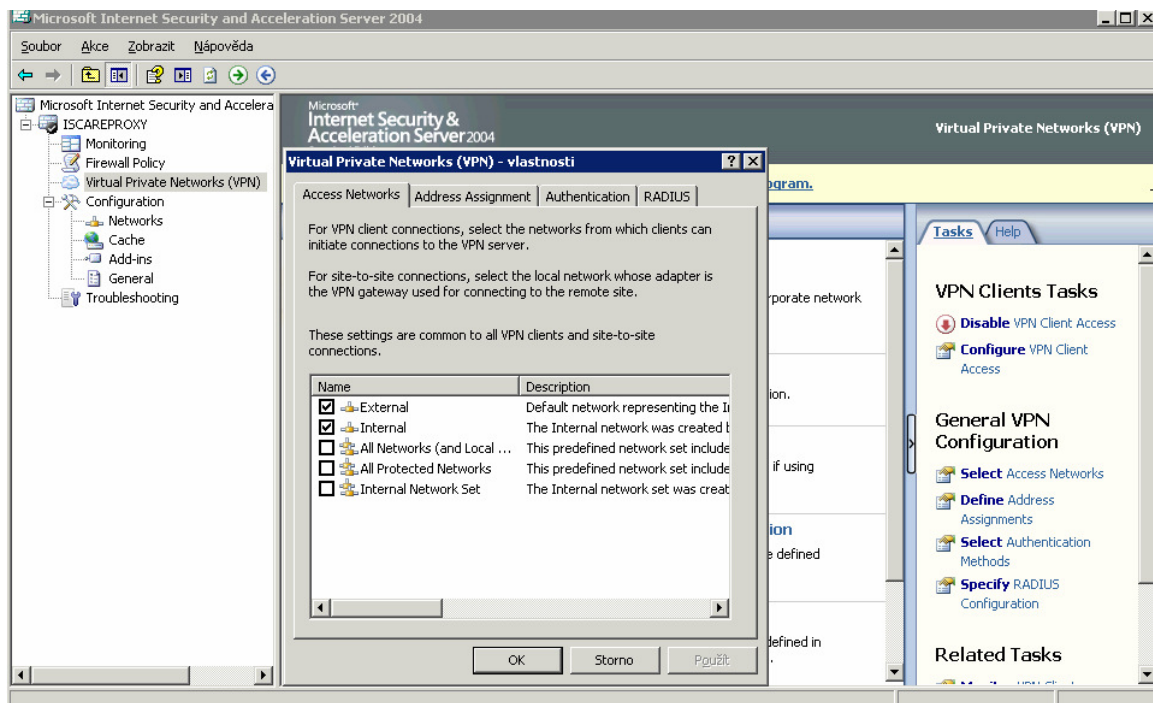 Microsoft Internet Security and Acceleration Server 2004
Soubor Akce Zobrazit Nápověda
Microsoft Internet Security and Accelera
ISCAREPROXY
Monitoring
Firewall Policy
Virtual Private Networks (VPN)
Configuration
Networks
Cache
Add-ins
General
Troubleshooting
Microsoft
Internet Security &
Acceleration Server 2004
Virtual Private Networks (VPN)
Virtual Private Networks (VPN) - vlastnosti
Access Networks Address Assignment Authentication RADIUS
For VPN client connections, select the networks from which clients can
initiate connections to the VPN server.
For site-to-site connections, select the local network whose adapter is
the VPN gateway used for connecting to the remote site.
These settings are common to all VPN clients and site-to-site
connections.
Name Description
External Default network representing the I
Internal The Internal network was created b
All Networks (and Local ... This predefined network set include
All Protected Networks This predefined network set include
Internal Network Set The Internal network set was creat
OK Storno Použít
ogram.
rporate network
ion.
if using
ion
e defined
defined in
.
Tasks Help
VPN Clients Tasks
Disable VPN Client Access
Configure VPN Client
Access
General VPN
Configuration
Select Access Networks
Define Address
Assignments
Select Authentication
Methods
Specify RADIUS
Configuration
Related Tasks